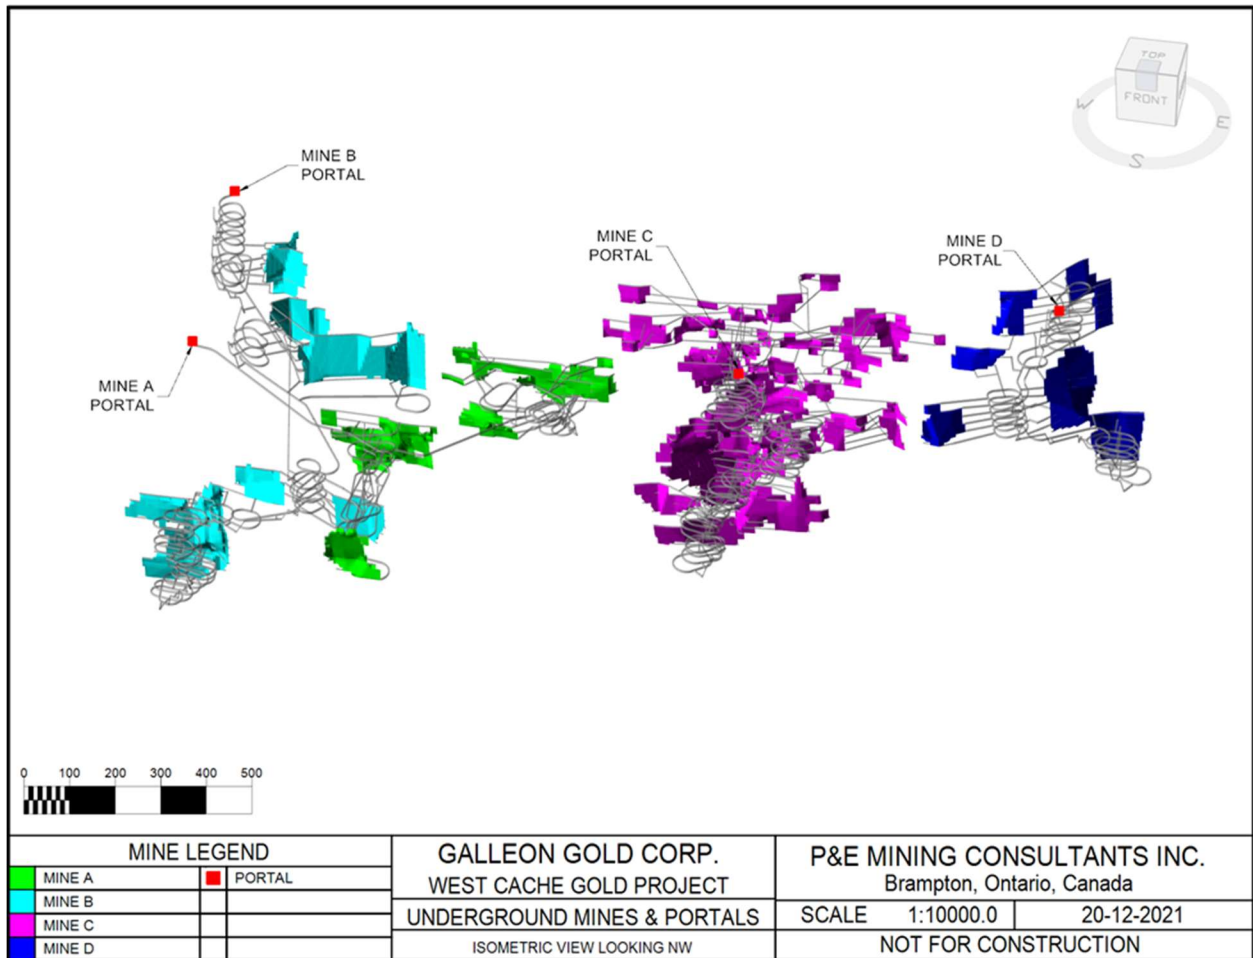 TOP
FRONT
W
E
S
MINE B
PORTAL
MINE C
PORTAL
MINE D
PORTAL
MINE A
PORTAL
0 100 200 300 400 500
MINE LEGEND
MINE A
PORTAL
MINE B
MINE C
MINE D
GALLEON GOLD CORP.
WEST CACHE GOLD PROJECT
UNDERGROUND MINES & PORTALS
ISOMETRIC VIEW LOOKING NW
P&E MINING CONSULTANTS INC.
Brampton, Ontario, Canada
SCALE 1:10000.0 20-12-2021
NOT FOR CONSTRUCTION